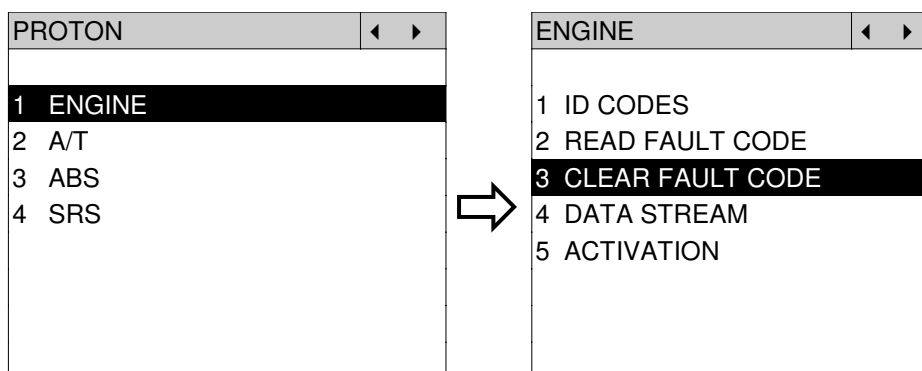 PROTON
1 ENGINE
2 A/T
3 ABS
4 SRS
ENGINE
1 ID CODES
2 READ FAULT CODE
3 CLEAR FAULT CODE
4 DATA STREAM
5 ACTIVATION